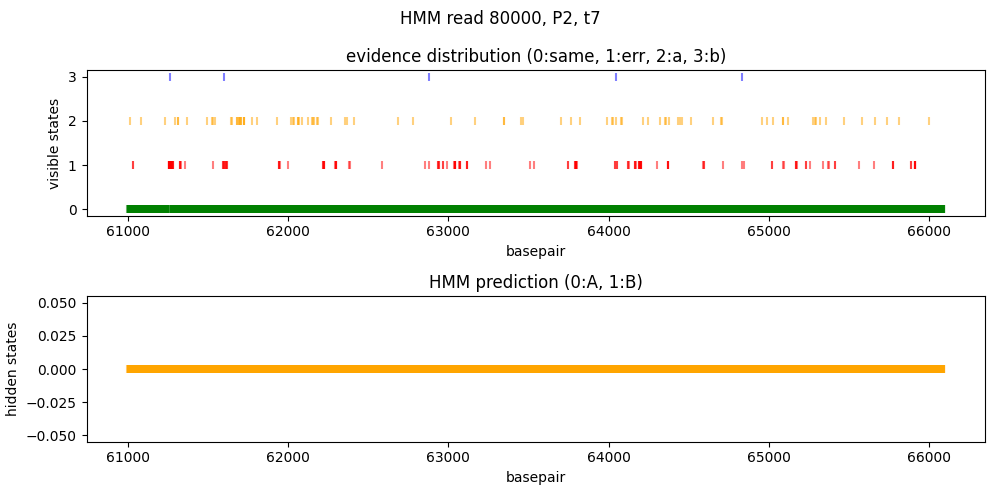 HMM read 80000, P2, t7
evidence distribution (0:same, 1:err, 2:a, 3:b)
visible states
3
2
1
0
61000 62000 63000 64000 65000 66000
basepair
HMM prediction (0:A, 1:B)
hidden states
0.050
0.025
0.000
−0.025
−0.050
61000 62000 63000 64000 65000 66000
basepair